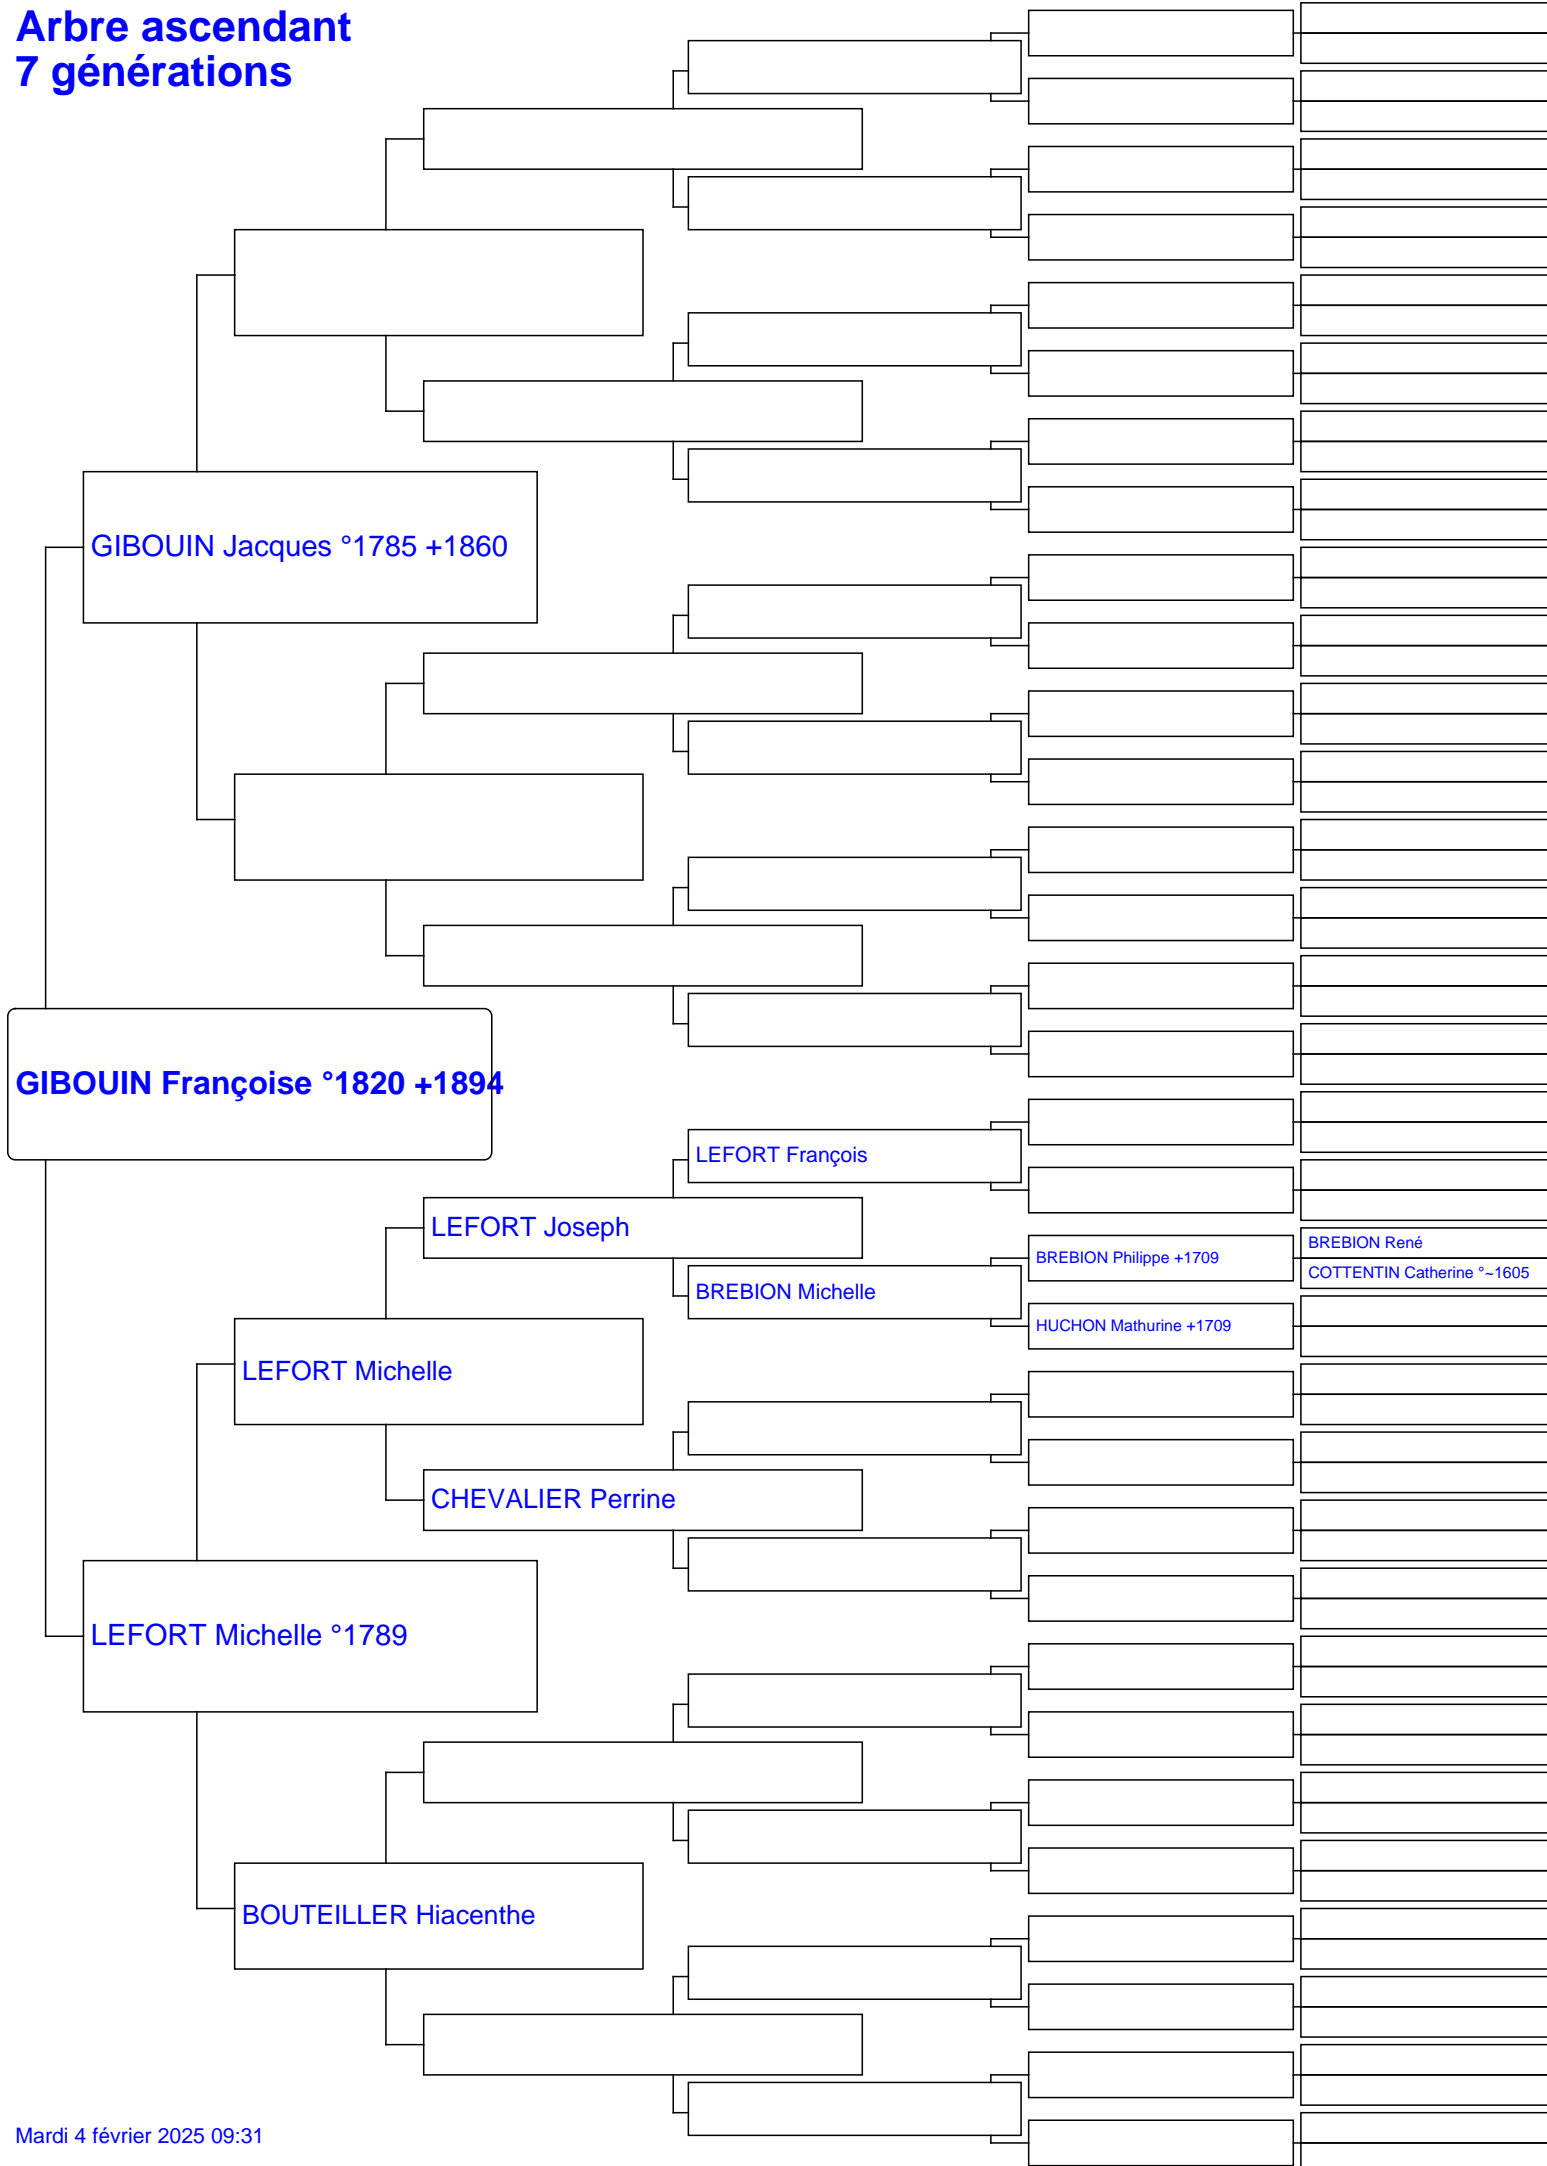 Arbre ascendant
7 générations
GIBOUIN Jacques °1785 +1860
GIBOUIN Françoise °1820 +1894
LEFORT François
LEFORT Joseph
BREBION René
BREBION Philippe +1709
COTTENTIN Catherine °~1605
BREBION Michelle
HUCHON Mathurine +1709
LEFORT Michelle
CHEVALIER Perrine
LEFORT Michelle °1789
BOUTEILLER Hiacenthe
Mardi 4 février 2025 09:31